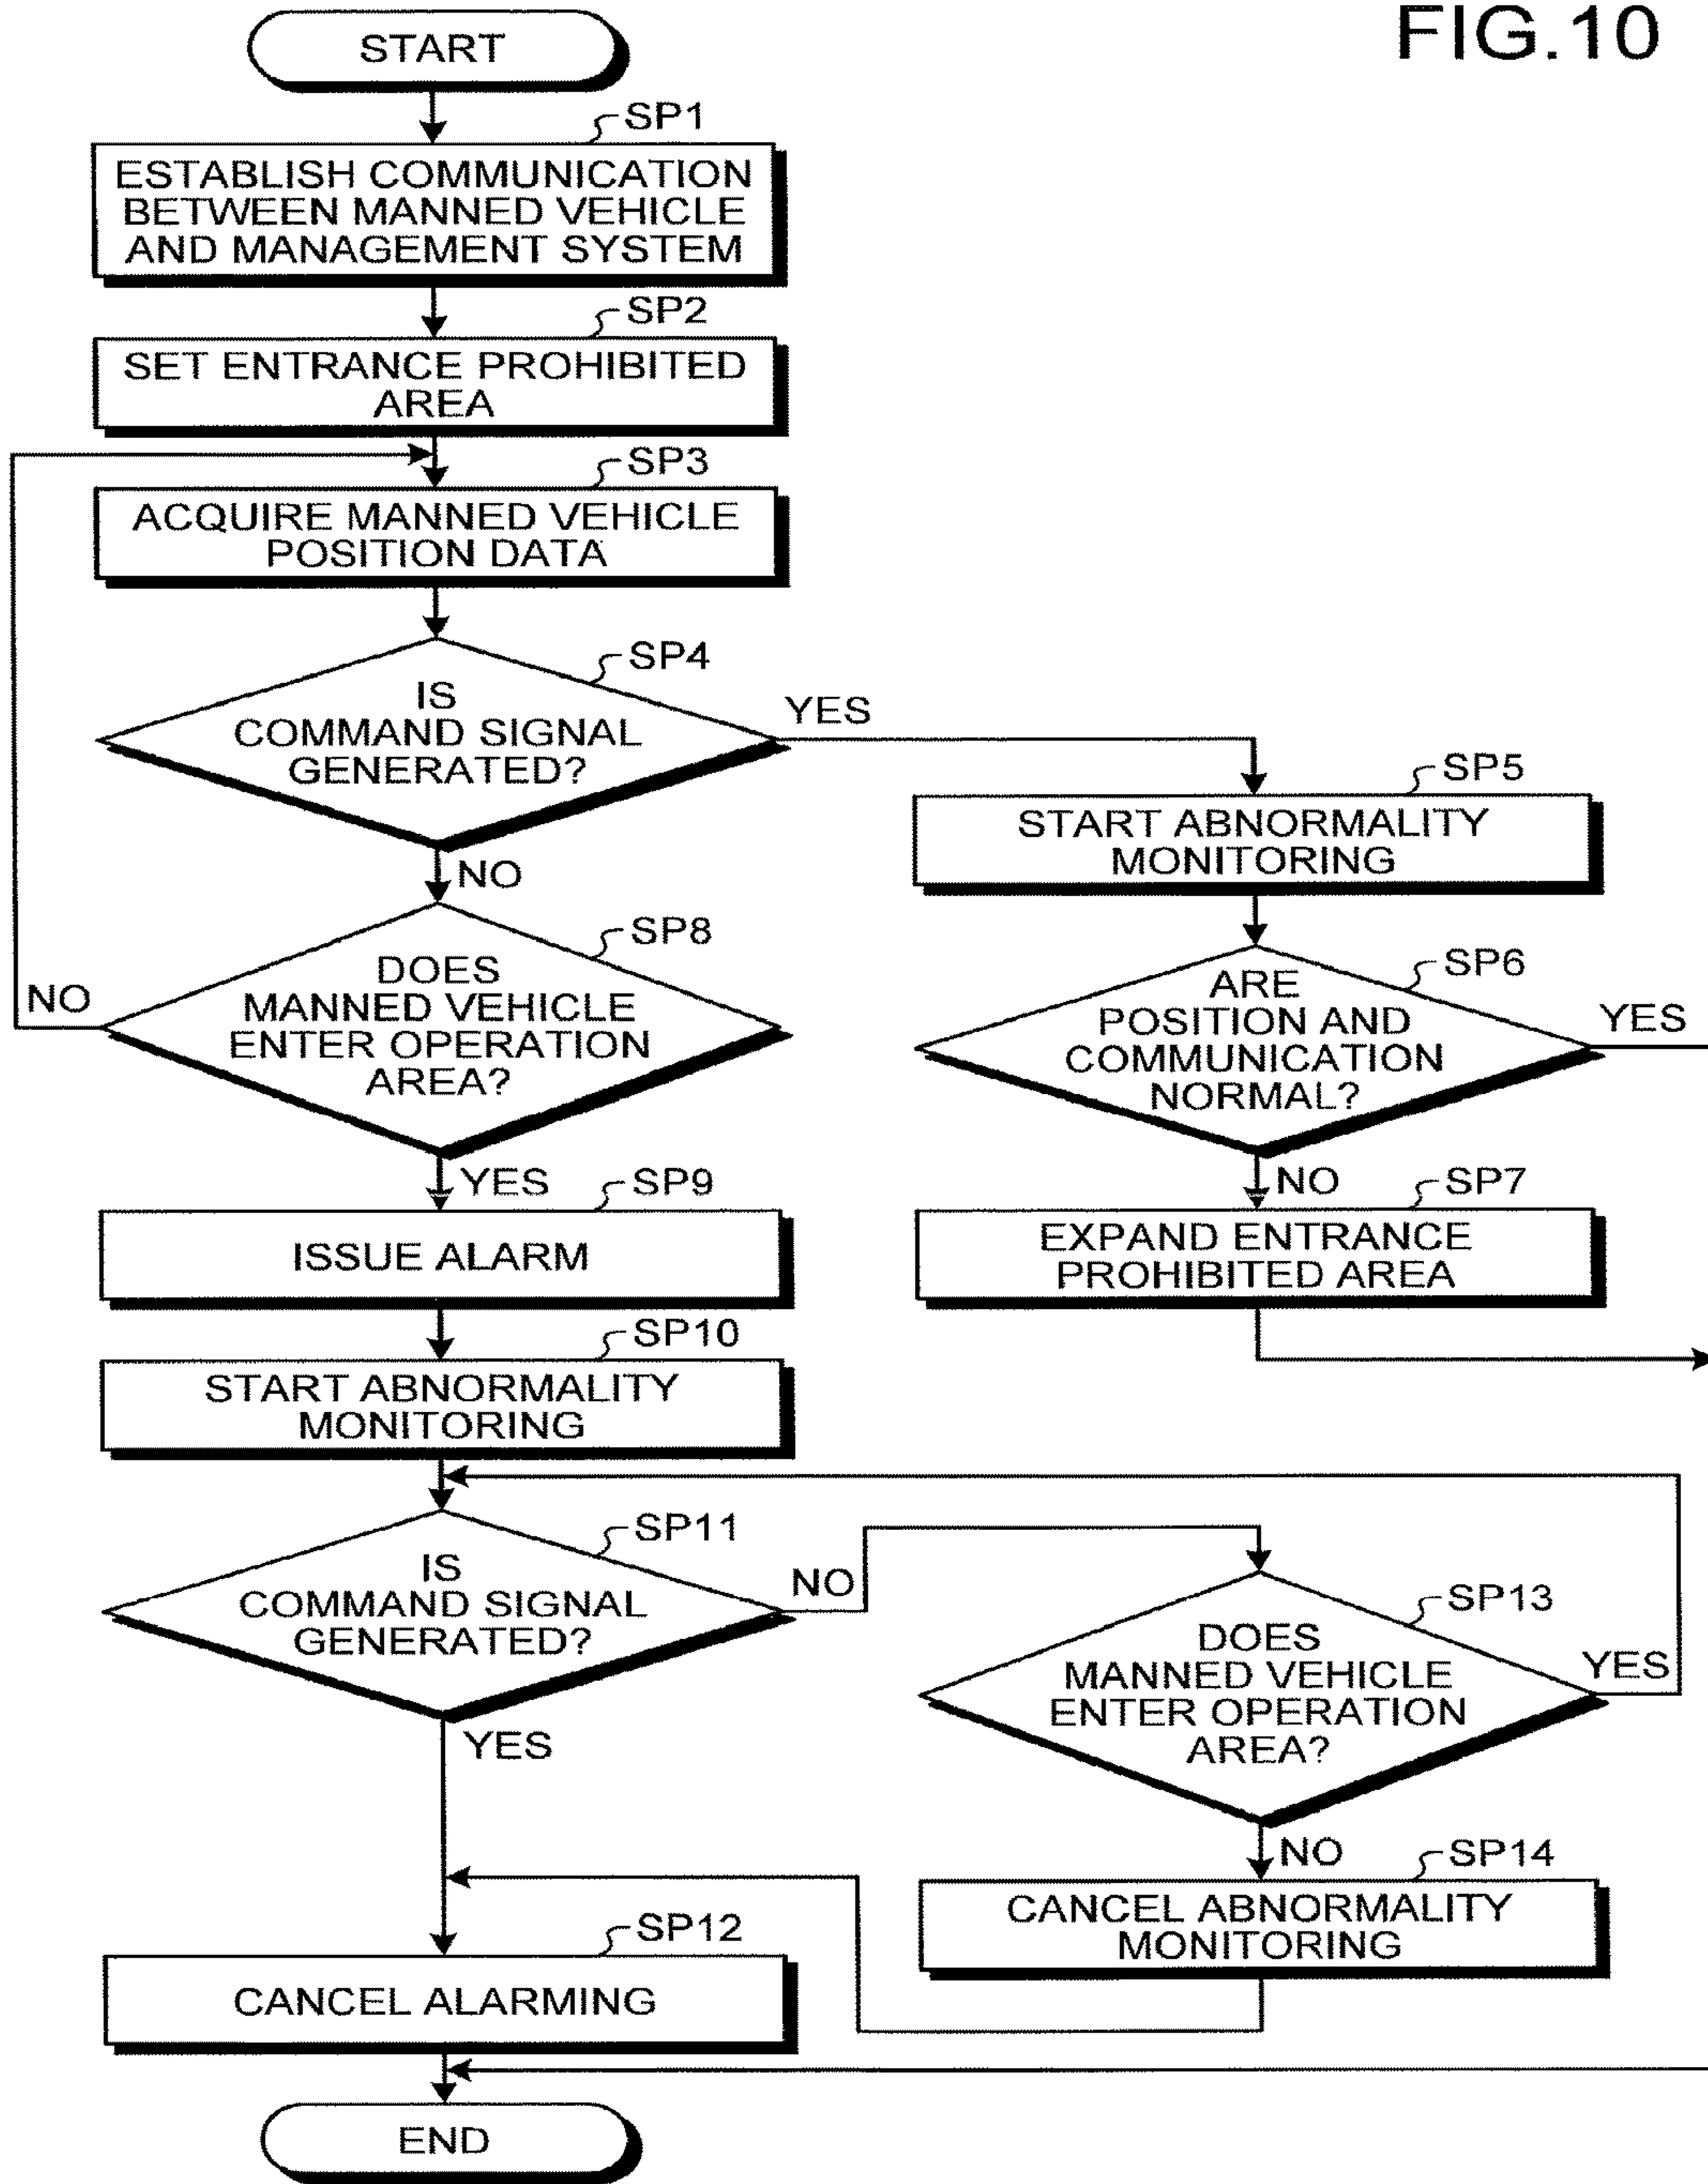 FIG.10
START
SP1
ESTABLISH COMMUNICATION
BETWEEN MANNED VEHICLE
AND MANAGEMENT SYSTEM
SP2
SET ENTRANCE PROHIBITED
AREA
SP3
ACQUIRE MANNED VEHICLE
POSITION DATA
SP4
IS
COMMAND SIGNAL
GENERATED?
YES
NO
SP5
START ABNORMALITY
MONITORING
SP6
ARE
POSITION AND
COMMUNICATION
NORMAL?
YES
NO
SP7
EXPAND ENTRANCE
PROHIBITED AREA
SP8
DOES
MANNED VEHICLE
ENTER OPERATION
AREA?
NO
YES
SP9
ISSUE ALARM
SP10
START ABNORMALITY
MONITORING
SP11
IS
COMMAND SIGNAL
GENERATED?
NO
YES
SP13
DOES
MANNED VEHICLE
ENTER OPERATION
AREA?
YES
NO
SP14
CANCEL ABNORMALITY
MONITORING
SP12
CANCEL ALARMING
END